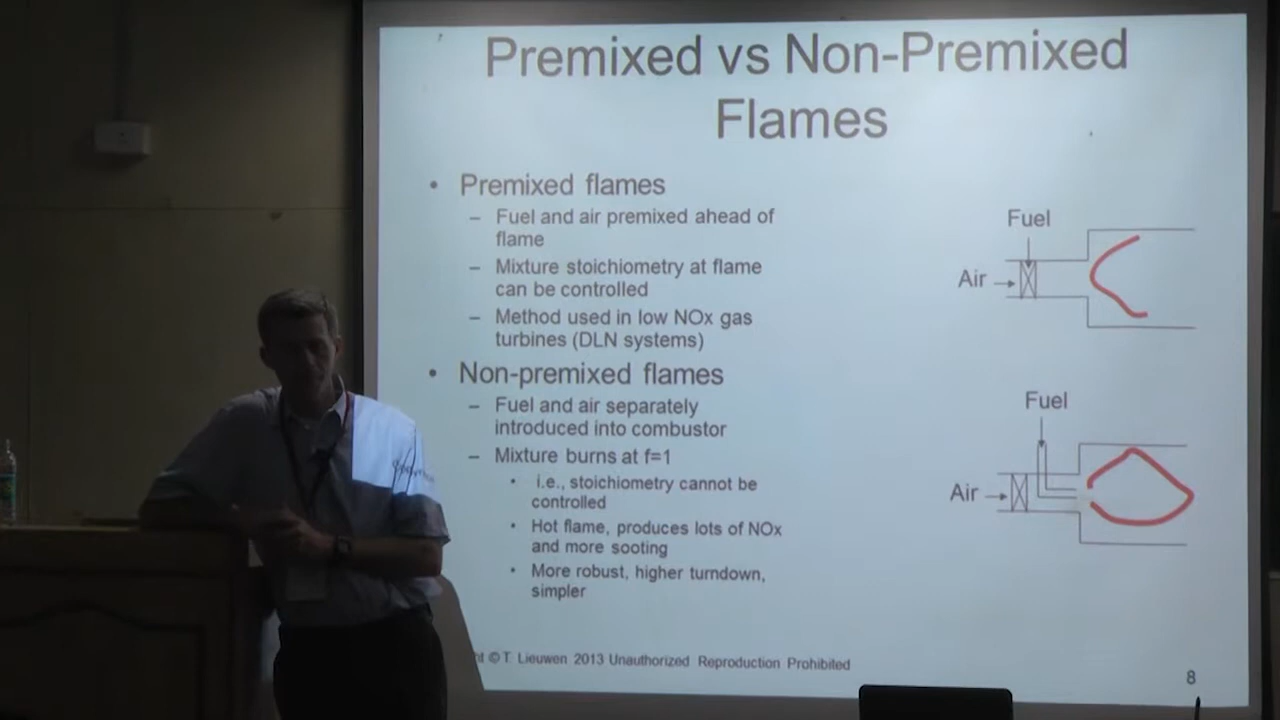 Premixed vs Non-Premixed
Flames
• Premixed flames
– Fuel and air premixed ahead of
flame
– Mixture stoichiometry at flame
can be controlled
– Method used in low NOx gas
turbines (DLN systems)
• Non-premixed flames
– Fuel and air separately
introduced into combustor
– Mixture burns at f=1
• i.e., stoichiometry cannot be
controlled
• Hot flame, produces lots of NOx
and more sooting
• More robust, higher turndown,
simpler
Fuel
Air
Fuel
Air
©T. Lieuwen 2013 Unauthorized Reproduction Prohibited
8